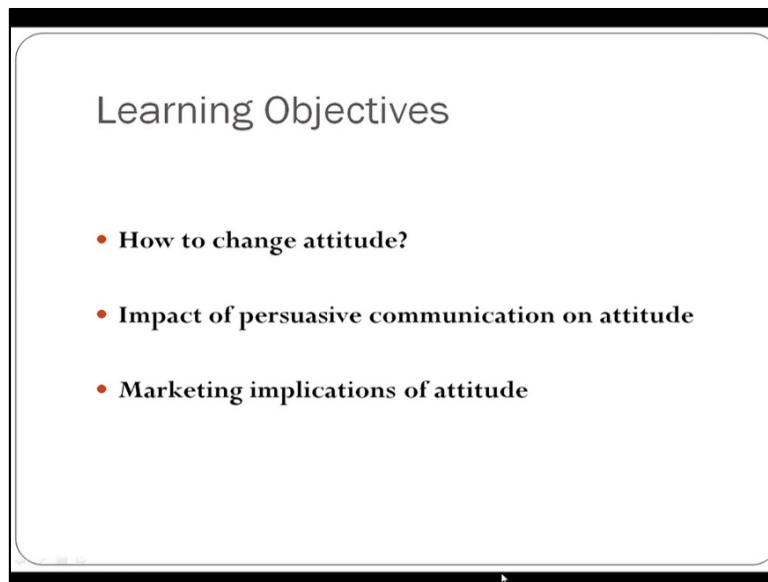 Learning Objectives
How to change attitude?
Impact of persuasive communication on attitude
Marketing implications of attitude